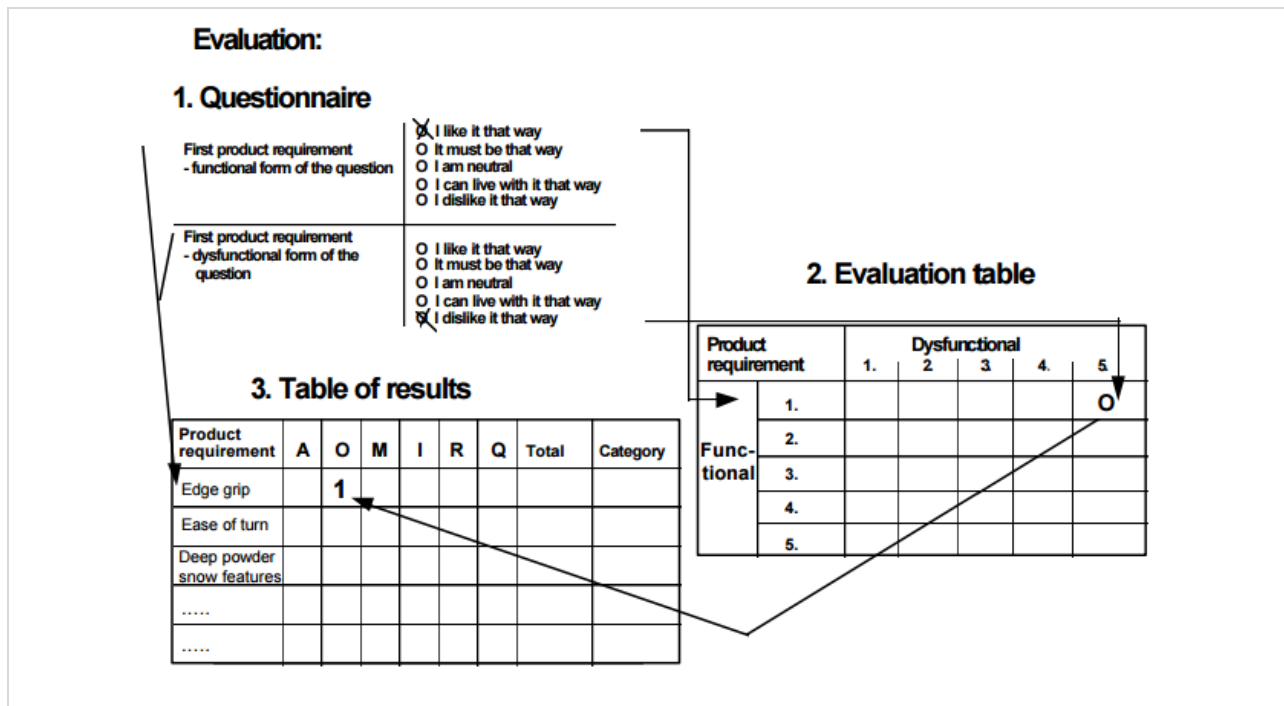 Evaluation:
1. Questionnaire
First product requirement
- functional form of the question
O I like it that way
O It must be that way
O I am neutral
O I can live with it that way
O I dislike it that way
First product requirement
- dysfunctional form of the
question
O I like it that way
O It must be that way
O I am neutral
O I can live with it that way
O I dislike it that way
2. Evaluation table
Product
requirement
Dysfunctional
1. 2. 3. 4. 5.
Func-
tional
1. O
2.
3.
4.
5.
3. Table of results
Product
requirement A O M I R Q Total Category
Edge grip 1
Ease of turn
Deep powder
snow features
.....
.....